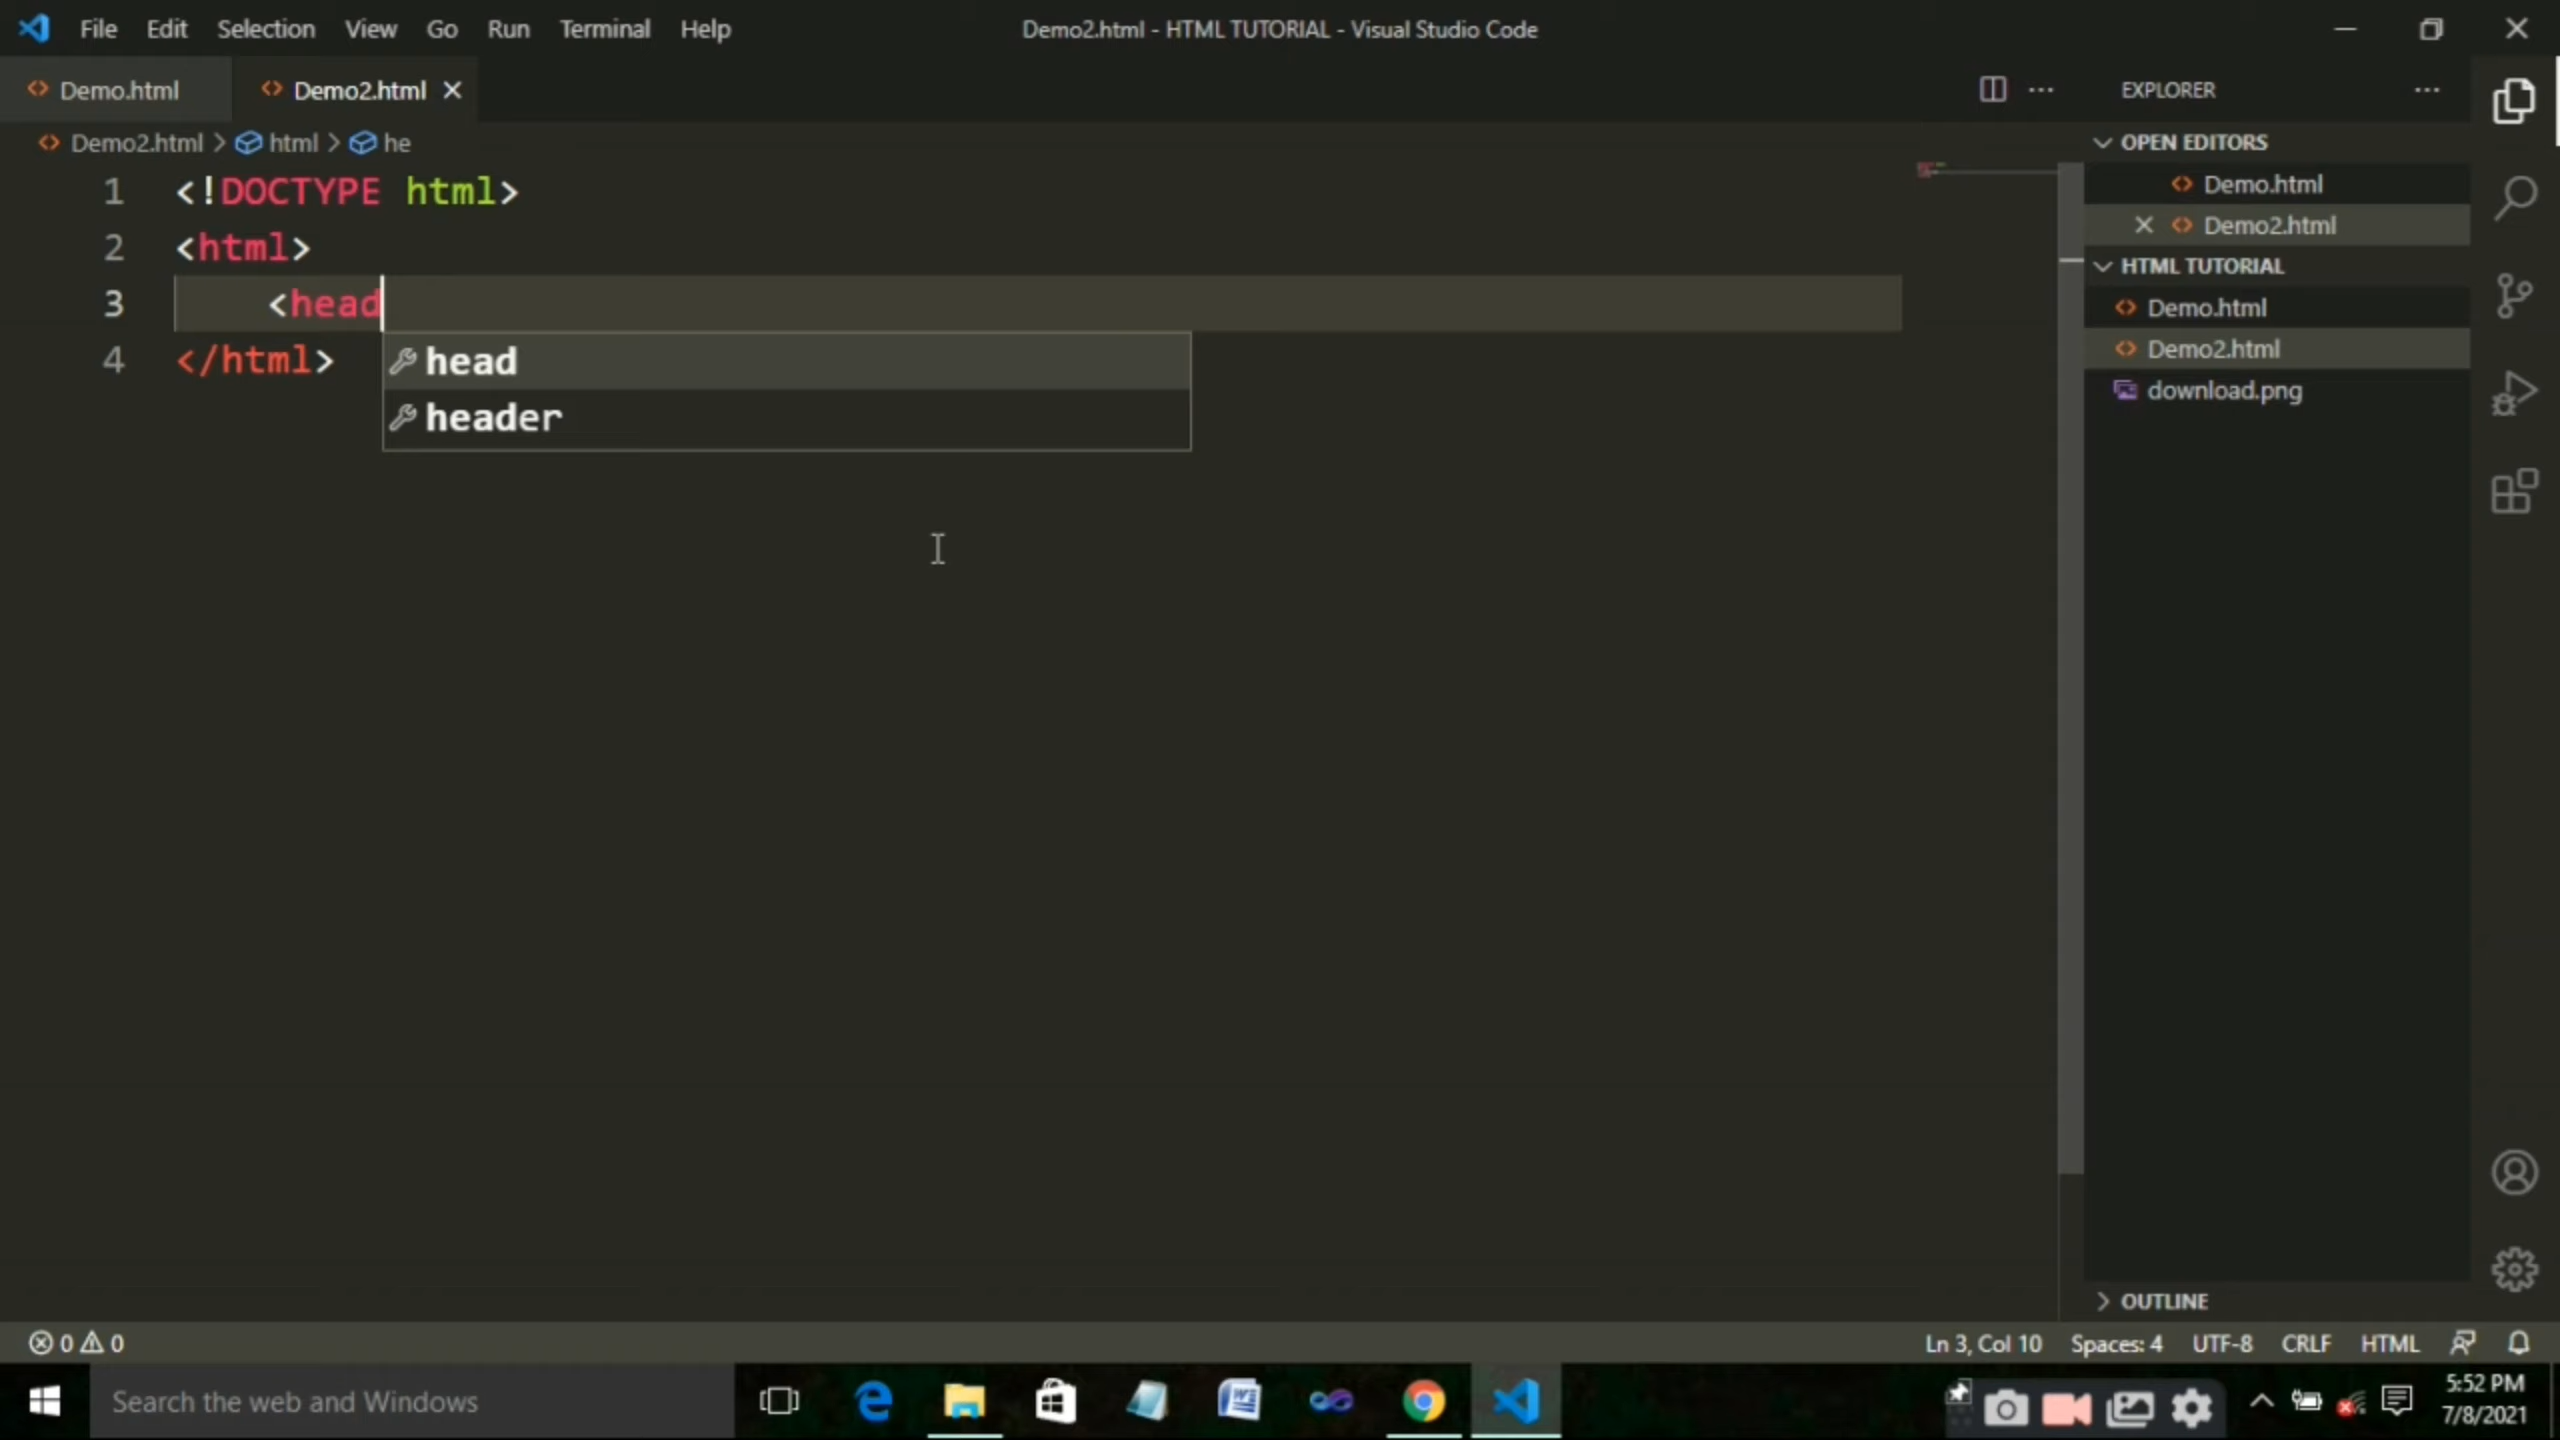 File Edit Selection View Go Run Terminal Help
Demo2.html - HTML TUTORIAL - Visual Studio Code
Demo.html
Demo2.html
Demo2.html > html > he
1 <!DOCTYPE html>
2 <html>
3 <head
4 </html>
head
header
EXPLORER
OPEN EDITORS
Demo.html
Demo2.html
HTML TUTORIAL
Demo.html
Demo2.html
download.png
OUTLINE
0 0
Ln 3, Col 10 Spaces: 4 UTF-8 CRLF HTML
Search the web and Windows
5:52 PM
7/8/2021